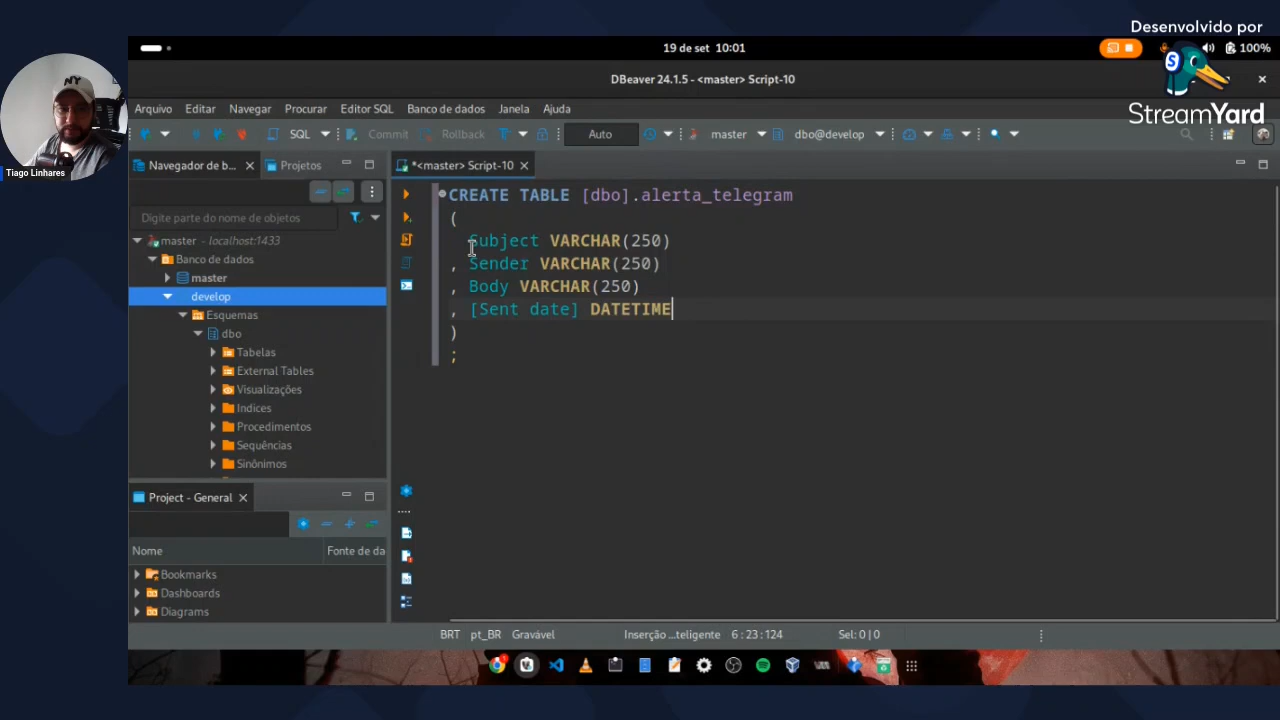 Desenvolvido por
StreamYard
Tiago Linhares
19 de set 10:01
100%
DBeaver 24.1.5 - <master> Script-10
Arquivo Editar Navegar Procurar Editor SQL Banco de dados Janela Ajuda
SQL Commit Rollback Auto master dbo@develop
Navegador de b... Projetos
*<master> Script-10
Digite parte do nome de objetos
master - localhost:1433
Banco de dados
master
develop
Esquemas
dbo
Tabelas
External Tables
Visualizações
Indices
Procedimentos
Sequências
Sinônimos
CREATE TABLE [dbo].alerta_telegram
(
Subject VARCHAR(250)
, Sender VARCHAR(250)
, Body VARCHAR(250)
, [Sent date] DATETIME
)
;
Project - General
Nome Fonte de da
Bookmarks
Dashboards
Diagrams
BRT pt_BR Gravável Inserção ...teligente 6 : 23 : 124 Sel: 0 | 0